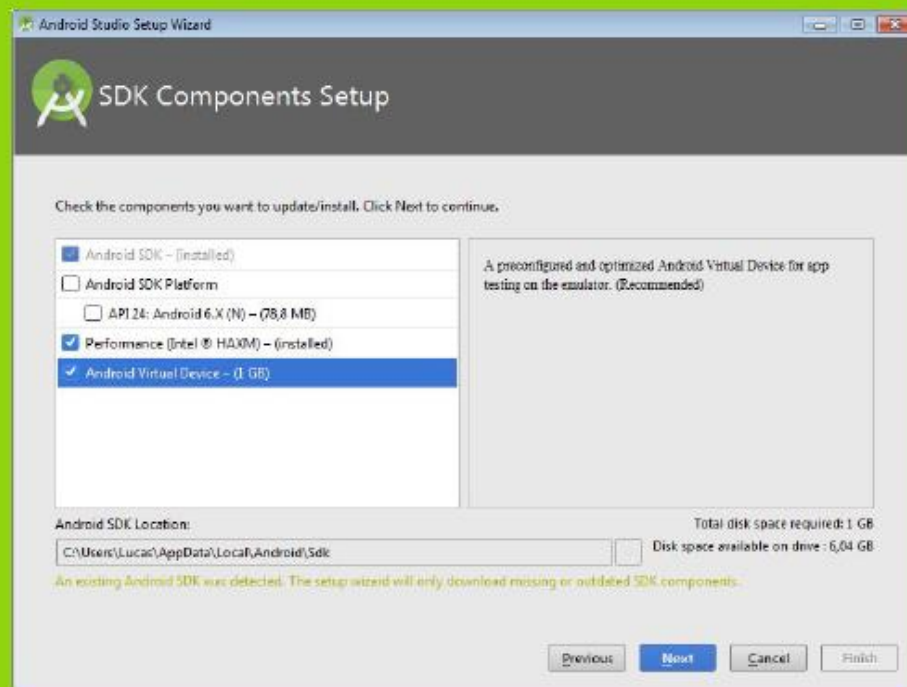 Android Studio Setup Wizard
SDK Components Setup
Check the components you want to update/install. Click Next to continue.
Android SDK – (installed)
Android SDK Platform
API 24: Android 6.X (N) – (78,8 MB)
Performance (Intel ® HAXM) – (installed)
Android Virtual Device – (1 GB)
A preconfigured and optimized Android Virtual Device for app
testing on the emulator. (Recommended)
Android SDK Location:
Total disk space required: 1 GB
C:\Users\Lucas\AppData\Local\Android\Sdk
Disk space available on drive : 6,04 GB
An existing Android SDK was detected. The setup wizard will only download missing or outdated SDK components.
Previous
Next
Cancel
Finish